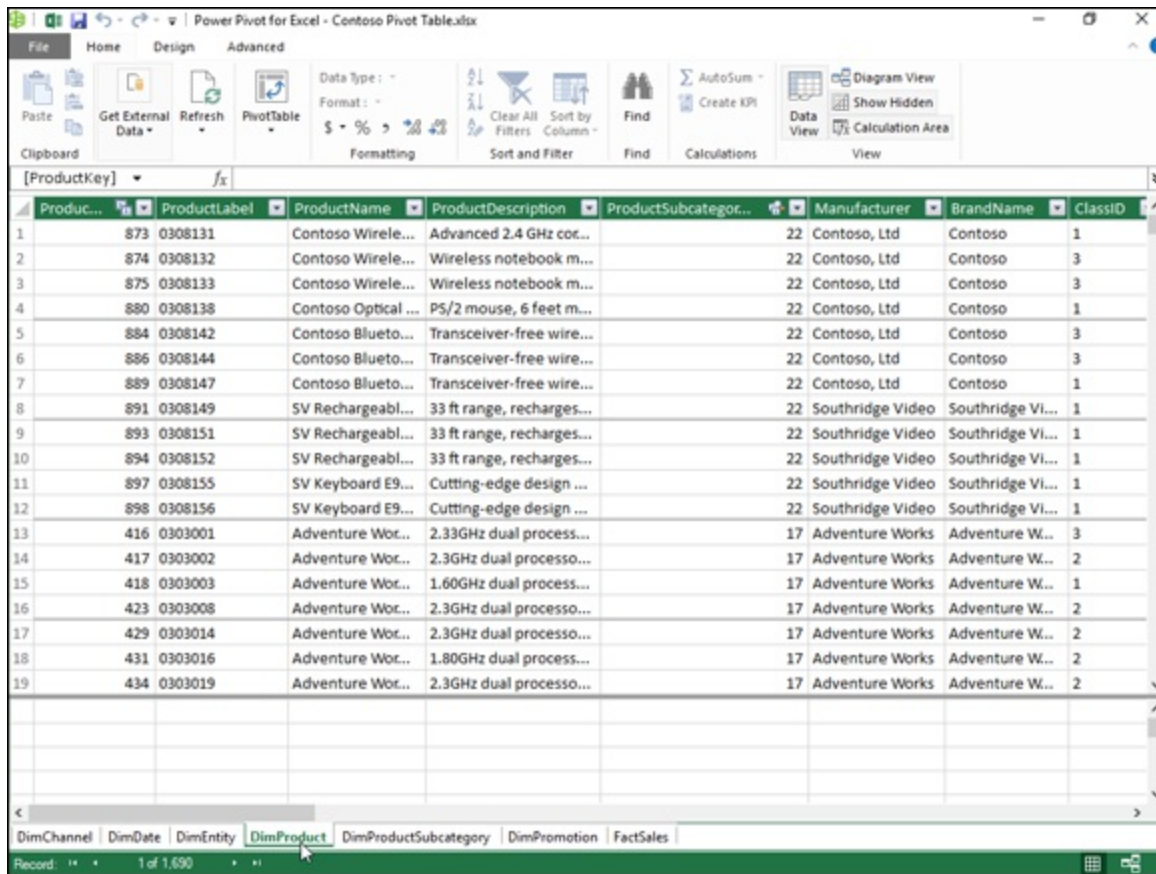 Power Pivot for Excel - Contoso Pivot Table.xlsx
File Home Design Advanced
Paste
Get External Data
Refresh
PivotTable
Data Type :
Format :
$ % ,
Clear All Filters
Sort by Column
Find
AutoSum
Create KPI
Data View
Diagram View
Show Hidden
Calculation Area
Clipboard Formatting Sort and Filter Find Calculations View
[ProductKey] fx
Produc... ProductLabel ProductName ProductDescription ProductSubcategor... Manufacturer BrandName ClassID
1 873 0308131 Contoso Wirele... Advanced 2.4 GHz cor... 22 Contoso, Ltd Contoso 1
2 874 0308132 Contoso Wirele... Wireless notebook m... 22 Contoso, Ltd Contoso 3
3 875 0308133 Contoso Wirele... Wireless notebook m... 22 Contoso, Ltd Contoso 3
4 880 0308138 Contoso Optical ... PS/2 mouse, 6 feet m... 22 Contoso, Ltd Contoso 1
5 884 0308142 Contoso Blueto... Transceiver-free wire... 22 Contoso, Ltd Contoso 3
6 886 0308144 Contoso Blueto... Transceiver-free wire... 22 Contoso, Ltd Contoso 3
7 889 0308147 Contoso Blueto... Transceiver-free wire... 22 Contoso, Ltd Contoso 1
8 891 0308149 SV Rechargeabl... 33 ft range, recharges... 22 Southridge Video Southridge Vi... 1
9 893 0308151 SV Rechargeabl... 33 ft range, recharges... 22 Southridge Video Southridge Vi... 1
10 894 0308152 SV Rechargeabl... 33 ft range, recharges... 22 Southridge Video Southridge Vi... 1
11 897 0308155 SV Keyboard E9... Cutting-edge design ... 22 Southridge Video Southridge Vi... 1
12 898 0308156 SV Keyboard E9... Cutting-edge design ... 22 Southridge Video Southridge Vi... 1
13 416 0303001 Adventure Wor... 2.33GHz dual process... 17 Adventure Works Adventure W... 3
14 417 0303002 Adventure Wor... 2.3GHz dual processo... 17 Adventure Works Adventure W... 2
15 418 0303003 Adventure Wor... 1.60GHz dual process... 17 Adventure Works Adventure W... 1
16 423 0303008 Adventure Wor... 2.3GHz dual processo... 17 Adventure Works Adventure W... 2
17 429 0303014 Adventure Wor... 2.3GHz dual processo... 17 Adventure Works Adventure W... 2
18 431 0303016 Adventure Wor... 1.80GHz dual process... 17 Adventure Works Adventure W... 2
19 434 0303019 Adventure Wor... 2.3GHz dual processo... 17 Adventure Works Adventure W... 2
DimChannel DimDate DimEntity DimProduct DimProductSubcategory DimPromotion FactSales
Record: 1 of 1,690